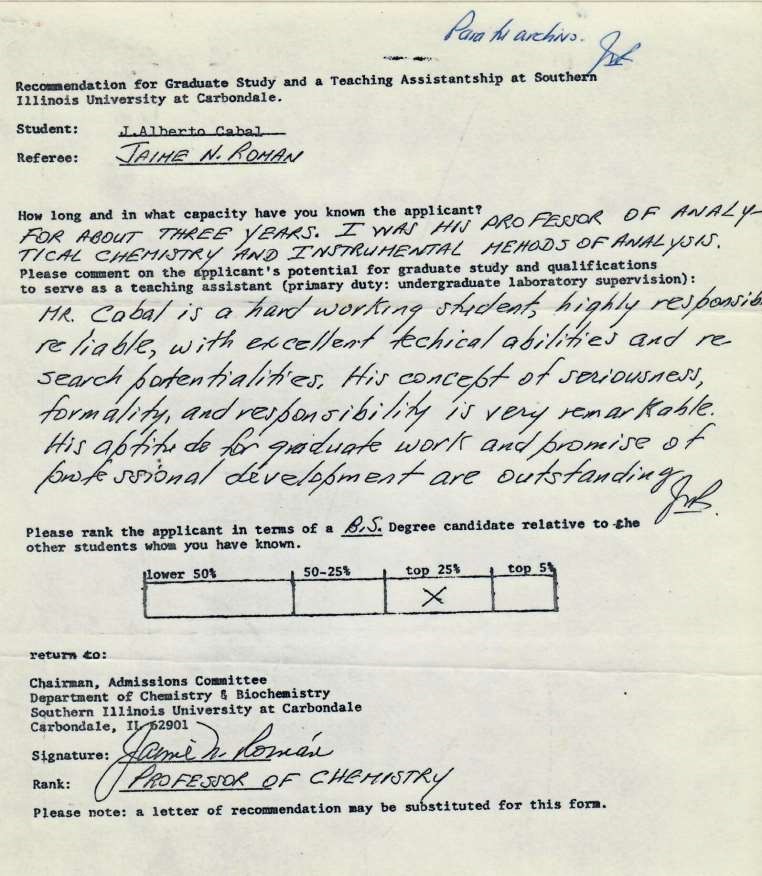 Para tu archivo. JnR
Recommendation for Graduate Study and a Teaching Assistantship at Southern
Illinois University at Carbondale.
Student: J.Alberto Cabal
Referee: JAIME N. ROMAN
How long and in what capacity have you known the applicant?
FOR ABOUT THREE YEARS. I WAS HIS PROFESSOR OF ANALY-
TICAL CHEMISTRY AND INSTRUMENTAL MEHODS OF ANALYSIS.
Please comment on the applicant's potential for graduate study and qualifications
to serve as a teaching assistant (primary duty: undergraduate laboratory supervision):
MR. Cabal is a hard working student, highly responsib
reliable, with excellent techical abilities and re
search potentialities. His concept of seriousness,
formality, and responsibility is very remarkable.
His aptitude for graduate work and promise of
professional development are outstanding
JnR.
Please rank the applicant in terms of a B.S. Degree candidate relative to the
other students whom you have known.
lower 50% 50-25% top 25% top 5%
X
return to:
Chairman, Admissions Committee
Department of Chemistry & Biochemistry
Southern Illinois University at Carbondale
Carbondale, IL 62901
Signature: Jaime N. Román
Rank: PROFESSOR OF CHEMISTRY
Please note: a letter of recommendation may be substituted for this form.